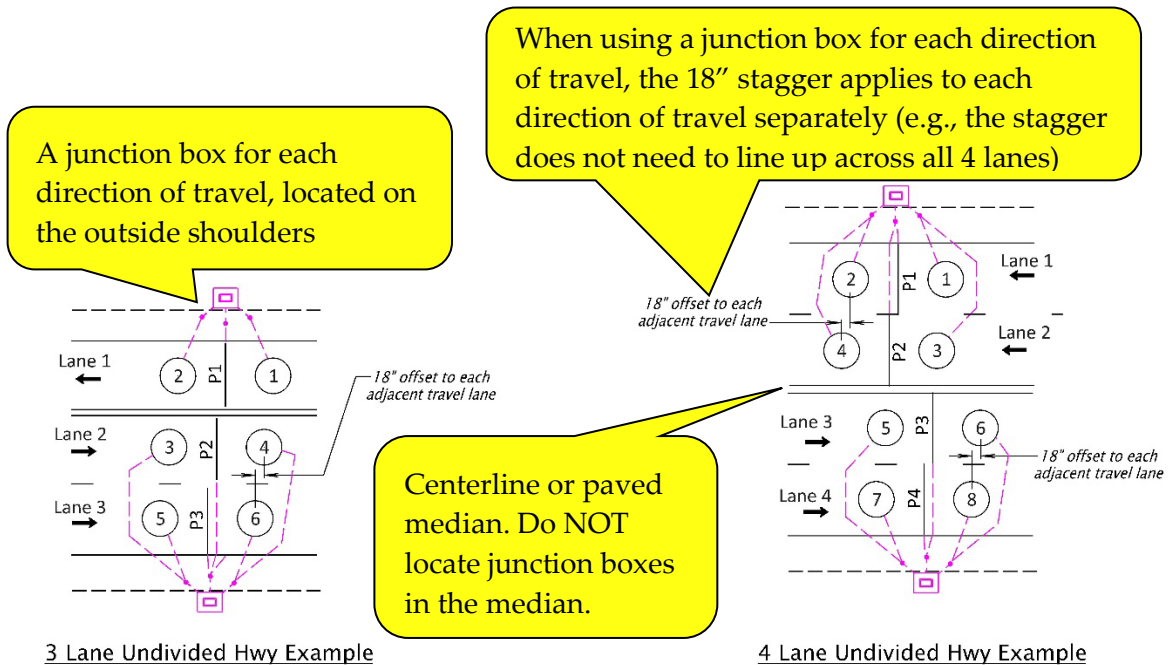 When using a junction box for each direction
of travel, the 18” stagger applies to each
direction of travel separately (e.g., the stagger
does not need to line up across all 4 lanes)
A junction box for each
direction of travel, located on
the outside shoulders
Lane 1
2
P1
1
18" offset to each
adjacent travel lane
Lane 2
3
P2
4
Lane 3
5
P3
6
3 Lane Undivided Hwy Example
Centerline or paved
median. Do NOT
locate junction boxes
in the median.
2
P1
1
Lane 1
18" offset to each
adjacent travel lane
4
P2
3
Lane 2
Lane 3
5
P3
6
18" offset to each
adjacent travel lane
Lane 4
7
P4
8
4 Lane Undivided Hwy Example